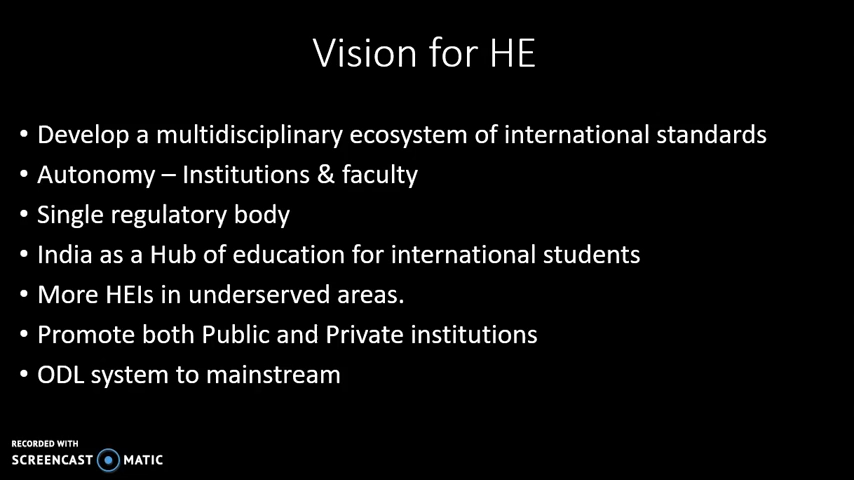 Vision for HE
• Develop a multidisciplinary ecosystem of international standards
• Autonomy – Institutions & faculty
• Single regulatory body
• India as a Hub of education for international students
• More HEIs in underserved areas.
• Promote both Public and Private institutions
• ODL system to mainstream
RECORDED WITH
SCREENCAST MATIC